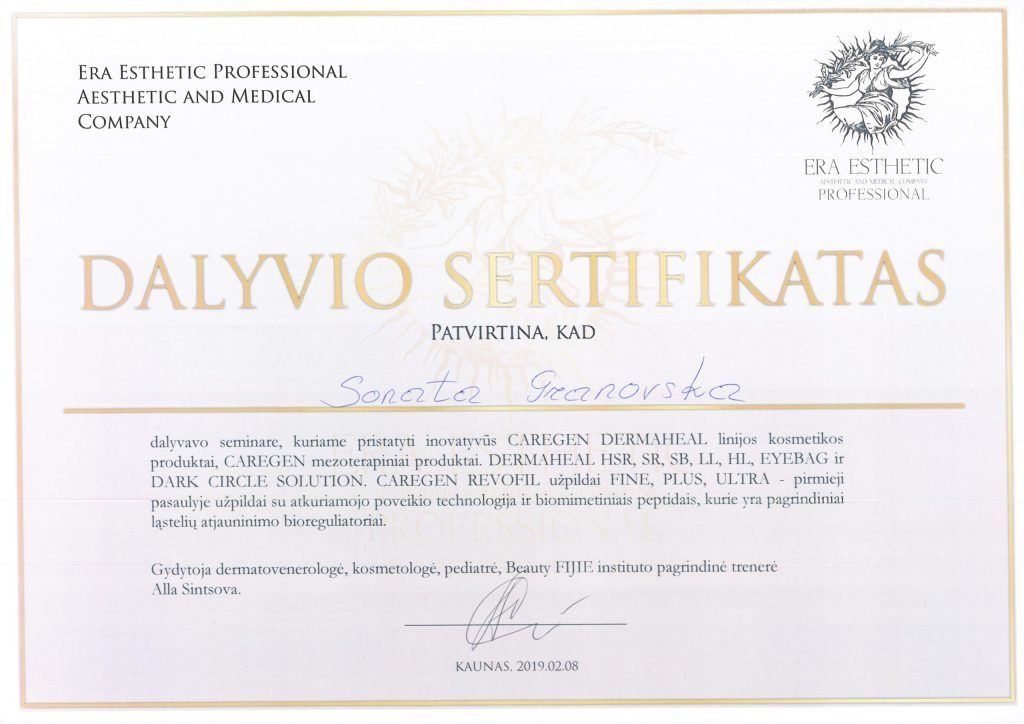 ERA ESTHETIC PROFESSIONAL
AESTHETIC AND MEDICAL
COMPANY
ERA ESTHETIC
AESTHETIC AND MEDICAL COMPANY
PROFESSIONAL
DALYVIO SERTIFIKATAS
PATVIRTINA, KAD
Sonata Granovska
dalyvavo seminare, kuriame pristatyti inovatyvūs CAREGEN DERMAHEAL linijos kosmetikos
produktai, CAREGEN mezoterapiniai produktai. DERMAHEAL HSR, SR, SB, LL, HL, EYEBAG ir
DARK CIRCLE SOLUTION. CAREGEN REVOFIL užpildai FINE, PLUS, ULTRA - pirmieji
pasaulyje užpildai su atkuriamojo poveikio technologija ir biomimetiniais peptidais, kurie yra pagrindiniai
ląstelių atjauninimo bioreguliatoriai.
Gydytoja dermatovenerologė, kosmetologė, pediatrė, Beauty FIJIE instituto pagrindinė trenerė
Alla Sintsova.
KAUNAS, 2019.02.08